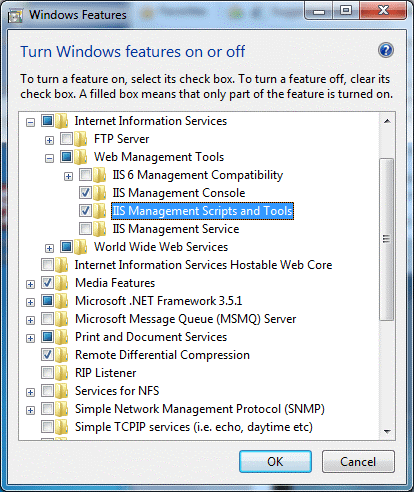 Windows Features
Turn Windows features on or off
To turn a feature on, select its check box. To turn a feature off, clear its
check box. A filled box means that only part of the feature is turned on.
Internet Information Services
FTP Server
Web Management Tools
IIS 6 Management Compatibility
IIS Management Console
IIS Management Scripts and Tools
IIS Management Service
World Wide Web Services
Internet Information Services Hostable Web Core
Media Features
Microsoft .NET Framework 3.5.1
Microsoft Message Queue (MSMQ) Server
Print and Document Services
Remote Differential Compression
RIP Listener
Services for NFS
Simple Network Management Protocol (SNMP)
Simple TCPIP services (i.e. echo, daytime etc)
OK
Cancel